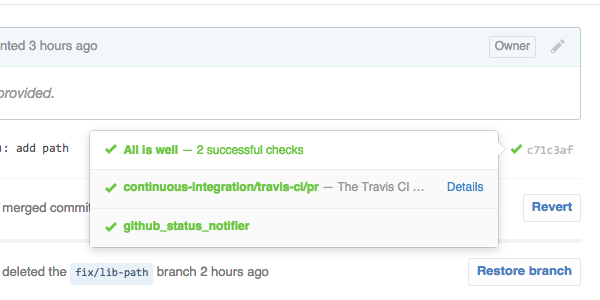 nted 3 hours ago Owner
provided.
): add path c71c3af
All is well — 2 successful checks
continuous-integration/travis-ci/pr — The Travis CI ... Details
github_status_notifier
merged commit Revert
deleted the fix/lib-path branch 2 hours ago Restore branch